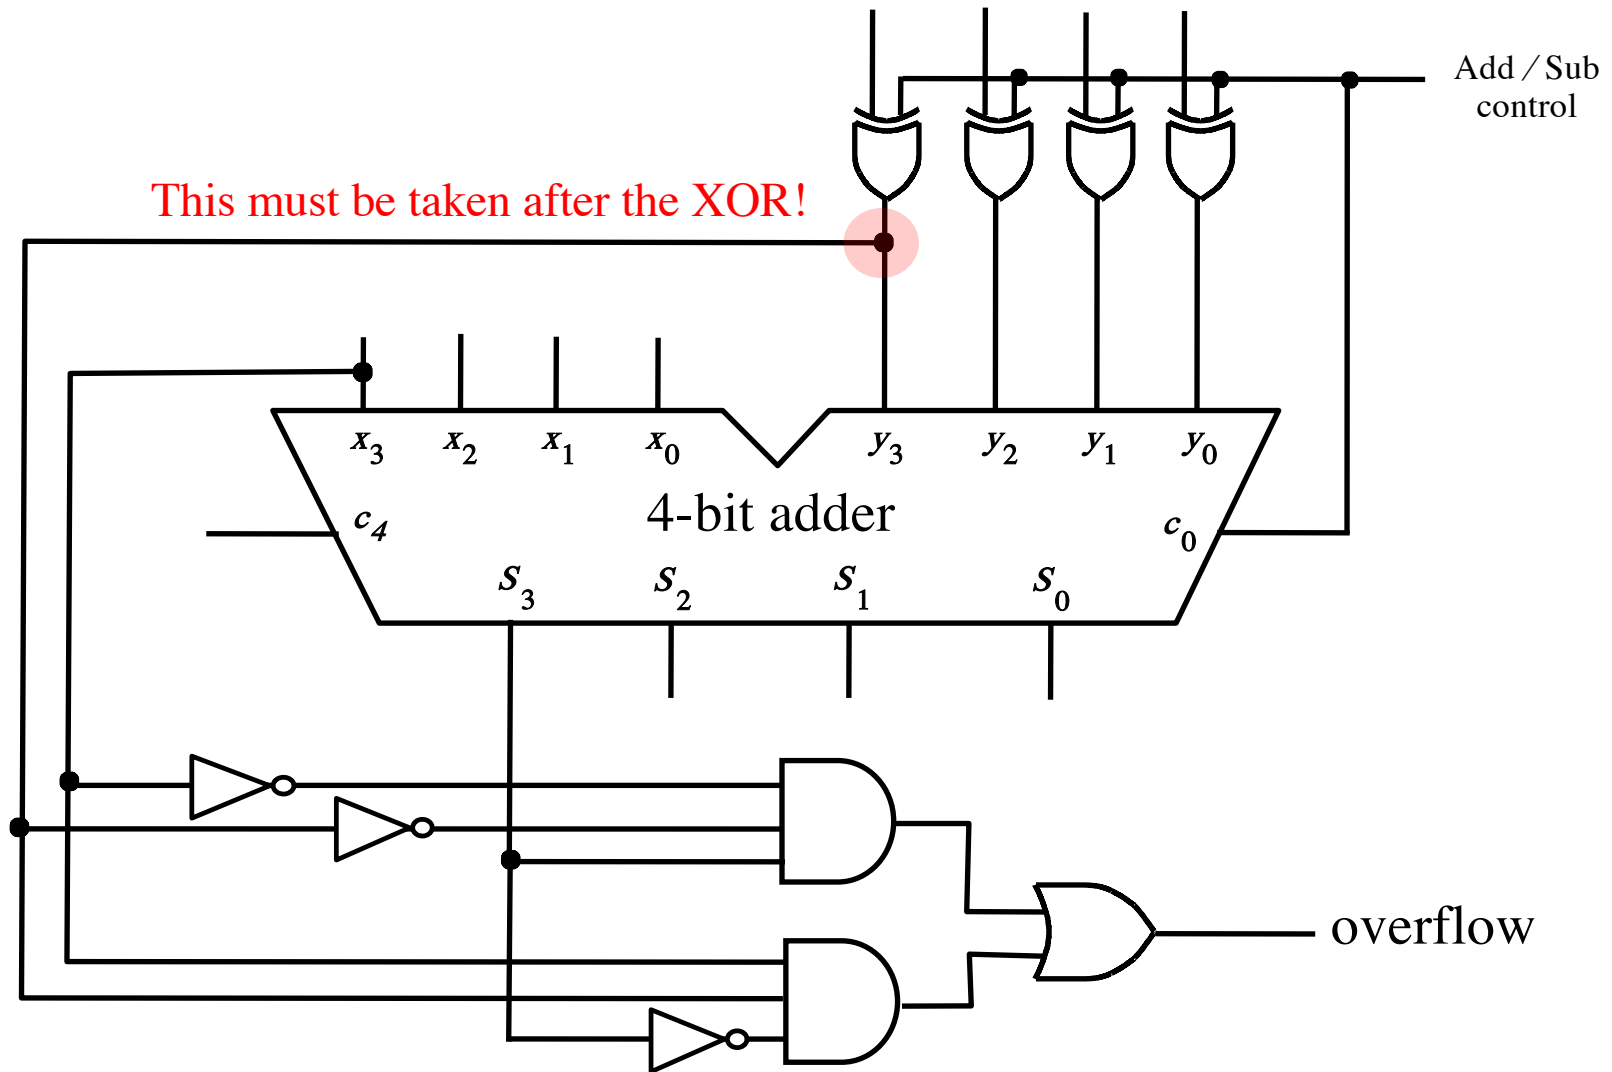 Add / Sub
control
This must be taken after the XOR!
x3 x2 x1 x0 y3 y2 y1 y0
4-bit adder
c4 c0
s3 s2 s1 s0
overflow